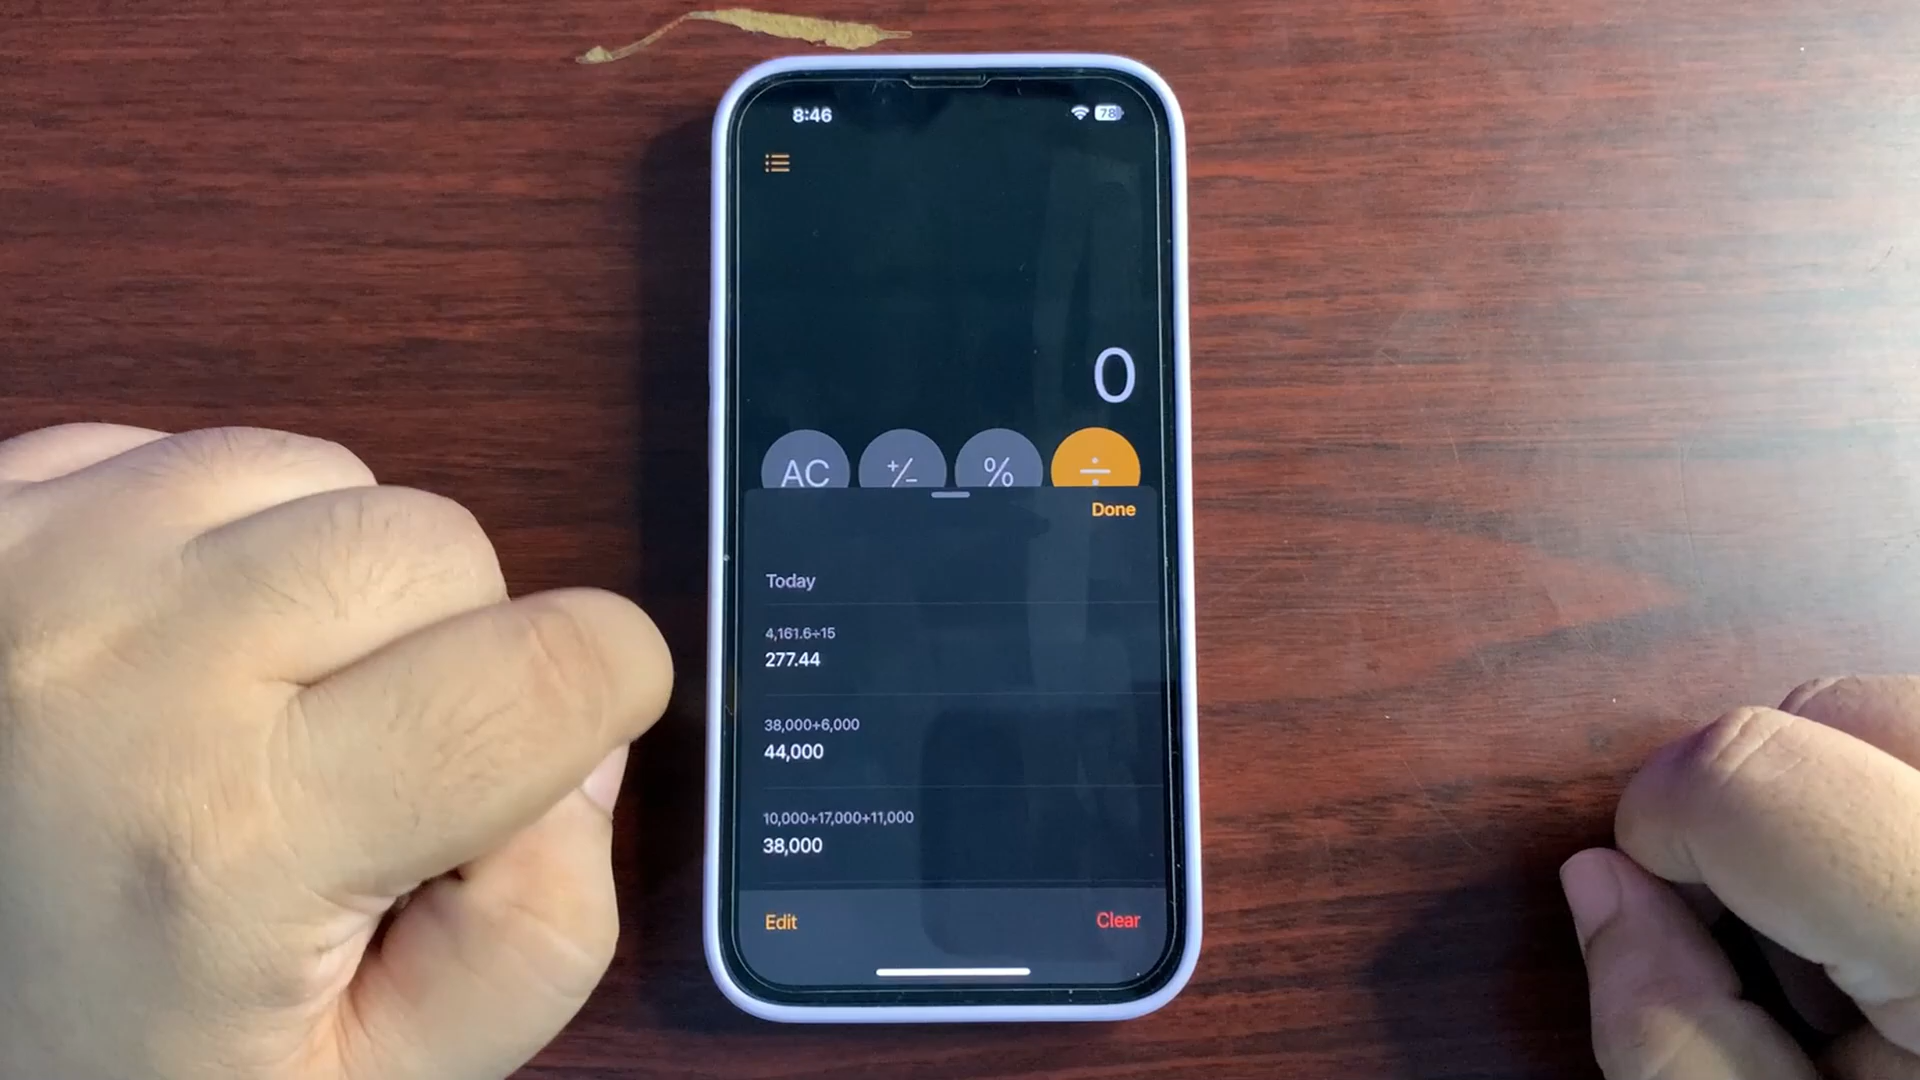 8:46
78
0
AC +/− % ÷
Done
Today
4,161.6÷15
277.44
38,000+6,000
44,000
10,000+17,000+11,000
38,000
Edit
Clear